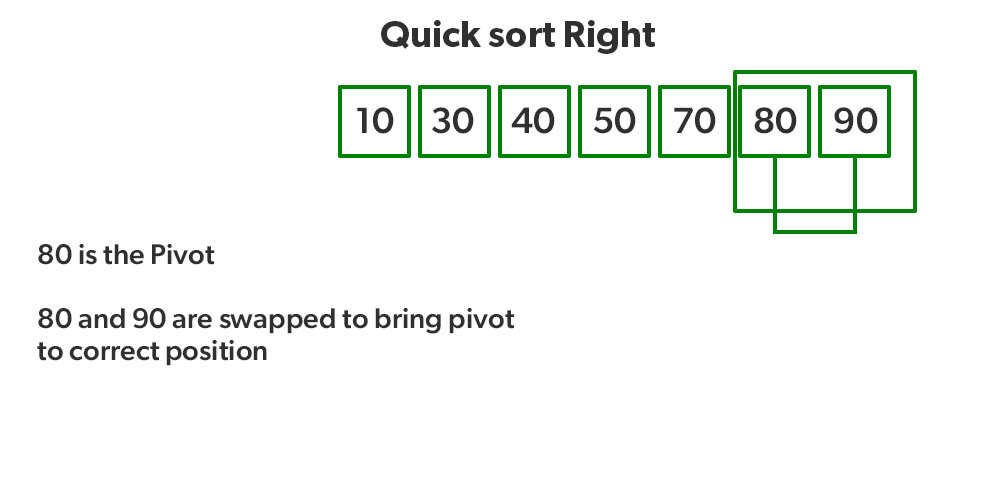 Quick sort Right
10 30 40 50 70 80 90
80 is the Pivot
80 and 90 are swapped to bring pivot
to correct position